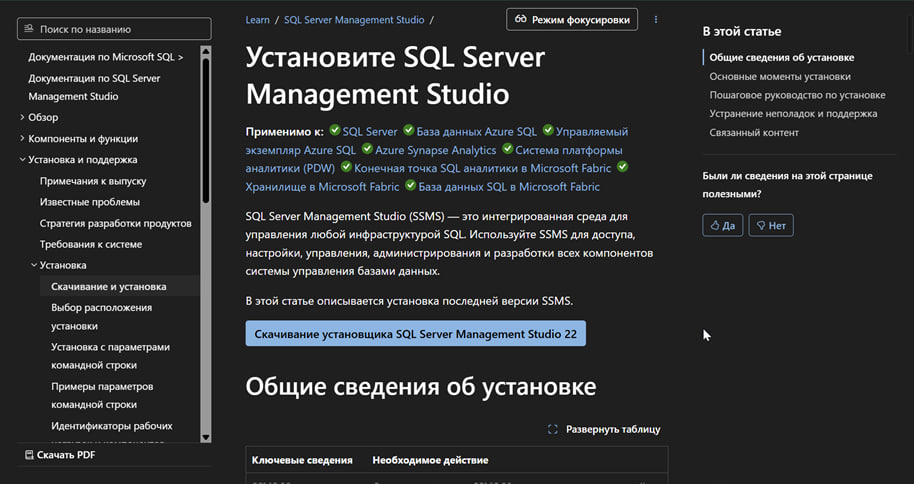 Поиск по названию
Документация по Microsoft SQL >
Документация по SQL Server
Management Studio
Обзор
Компоненты и функции
Установка и поддержка
Примечания к выпуску
Известные проблемы
Стратегия разработки продуктов
Требования к системе
Установка
Скачивание и установка
Выбор расположения
установки
Установка с параметрами
командной строки
Примеры параметров
командной строки
Идентификаторы рабочих
Скачать PDF
Learn / SQL Server Management Studio /
Режим фокусировки
Установите SQL Server
Management Studio
Применимо к: SQL Server База данных Azure SQL Управляемый
экземпляр Azure SQL Azure Synapse Analytics Система платформы
аналитики (PDW) Конечная точка SQL аналитики в Microsoft Fabric
Хранилище в Microsoft Fabric База данных SQL в Microsoft Fabric
SQL Server Management Studio (SSMS) — это интегрированная среда для
управления любой инфраструктурой SQL. Используйте SSMS для доступа,
настройки, управления, администрирования и разработки всех компонентов
системы управления базами данных.
В этой статье описывается установка последней версии SSMS.
Скачивание установщика SQL Server Management Studio 22
Общие сведения об установке
Развернуть таблицу
Ключевые сведения Необходимое действие
В этой статье
Общие сведения об установке
Основные моменты установки
Пошаговое руководство по установке
Устранение неполадок и поддержка
Связанный контент
Были ли сведения на этой странице
полезными?
Да Нет